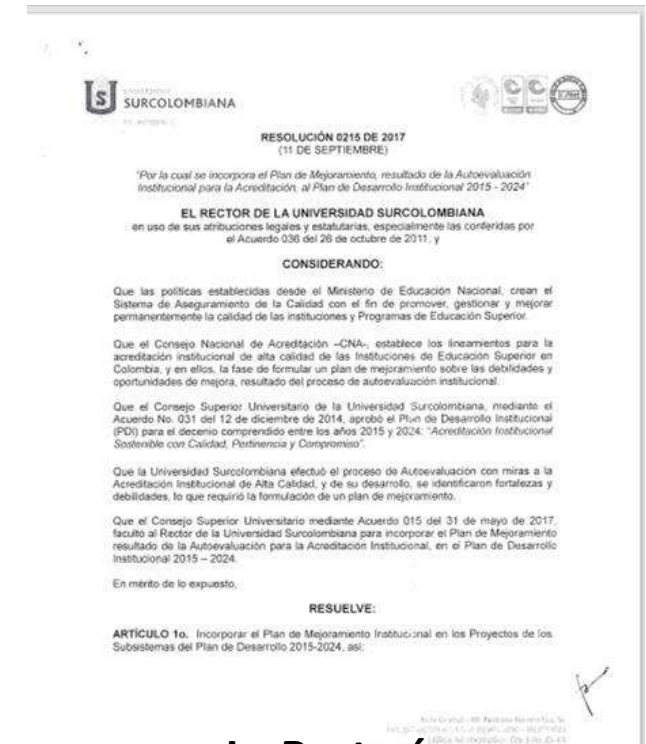 SURCOLOMBIANA
RESOLUCIÓN 0215 DE 2017
(11 DE SEPTIEMBRE)
"Por la cual se incorpora el Plan de Mejoramiento, resultado de la Autoevaluación
Institucional para la Acreditación, al Plan de Desarrollo Institucional 2015 - 2024"
EL RECTOR DE LA UNIVERSIDAD SURCOLOMBIANA
en uso de sus atribuciones legales y estatutarias, especialmente las conferidas por
el Acuerdo 036 del 26 de octubre de 2011, y
CONSIDERANDO:
Que las políticas establecidas desde el Ministerio de Educación Nacional, crean el
Sistema de Aseguramiento de la Calidad con el fin de promover, gestionar y mejorar
permanentemente la calidad de las instituciones y Programas de Educación Superior.
Que el Consejo Nacional de Acreditación –CNA-, establece los lineamientos para la
acreditación institucional de alta calidad de las Instituciones de Educación Superior en
Colombia, y en ellos, la fase de formular un plan de mejoramiento sobre las debilidades y
oportunidades de mejora, resultado del proceso de autoevaluación institucional.
Que el Consejo Superior Universitario de la Universidad Surcolombiana, mediante el
Acuerdo No. 031 del 12 de diciembre de 2014, aprobó el Plan de Desarrollo Institucional
(PDI) para el decenio comprendido entre los años 2015 y 2024: "Acreditación Institucional
Sostenible con Calidad, Pertinencia y Compromiso".
Que la Universidad Surcolombiana efectuó el proceso de Autoevaluación con miras a la
Acreditación Institucional de Alta Calidad, y de su desarrollo, se identificaron fortalezas y
debilidades, lo que requirió la formulación de un plan de mejoramiento.
Que el Consejo Superior Universitario mediante Acuerdo 015 del 31 de mayo de 2017,
facultó al Rector de la Universidad Surcolombiana para incorporar el Plan de Mejoramiento
resultado de la Autoevaluación para la Acreditación Institucional, en el Plan de Desarrollo
Institucional 2015 – 2024.
En mérito de lo expuesto,
RESUELVE:
ARTÍCULO 1o. Incorporar el Plan de Mejoramiento Institucional en los Proyectos de los
Subsistemas del Plan de Desarrollo 2015-2024, así: